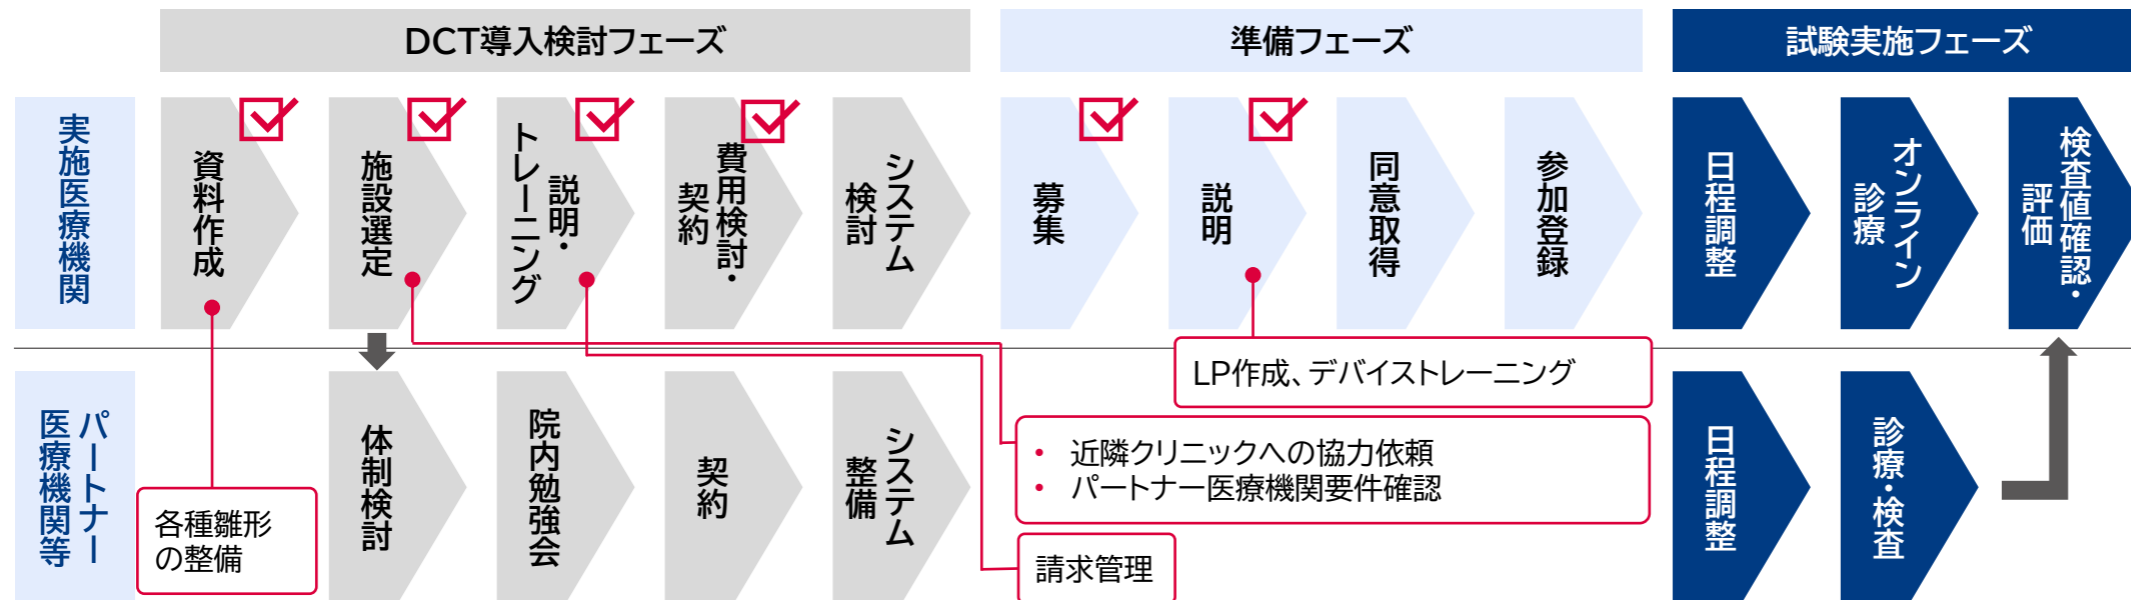 DCT導入検討フェーズ
準備フェーズ
試験実施フェーズ
実施医療機関
資料作成
施設選定
説明・
トレーニング
費用検討・
契約
システム
検討
募集
説明
同意取得
参加登録
日程調整
オンライン
診療
検査値確認・
評価
LP作成、デバイストレーニング
パートナー
医療機関等
各種雛形
の整備
体制検討
院内勉強会
契約
システム
整備
• 近隣クリニックへの協力依頼
• パートナー医療機関要件確認
請求管理
日程調整
診療・検査